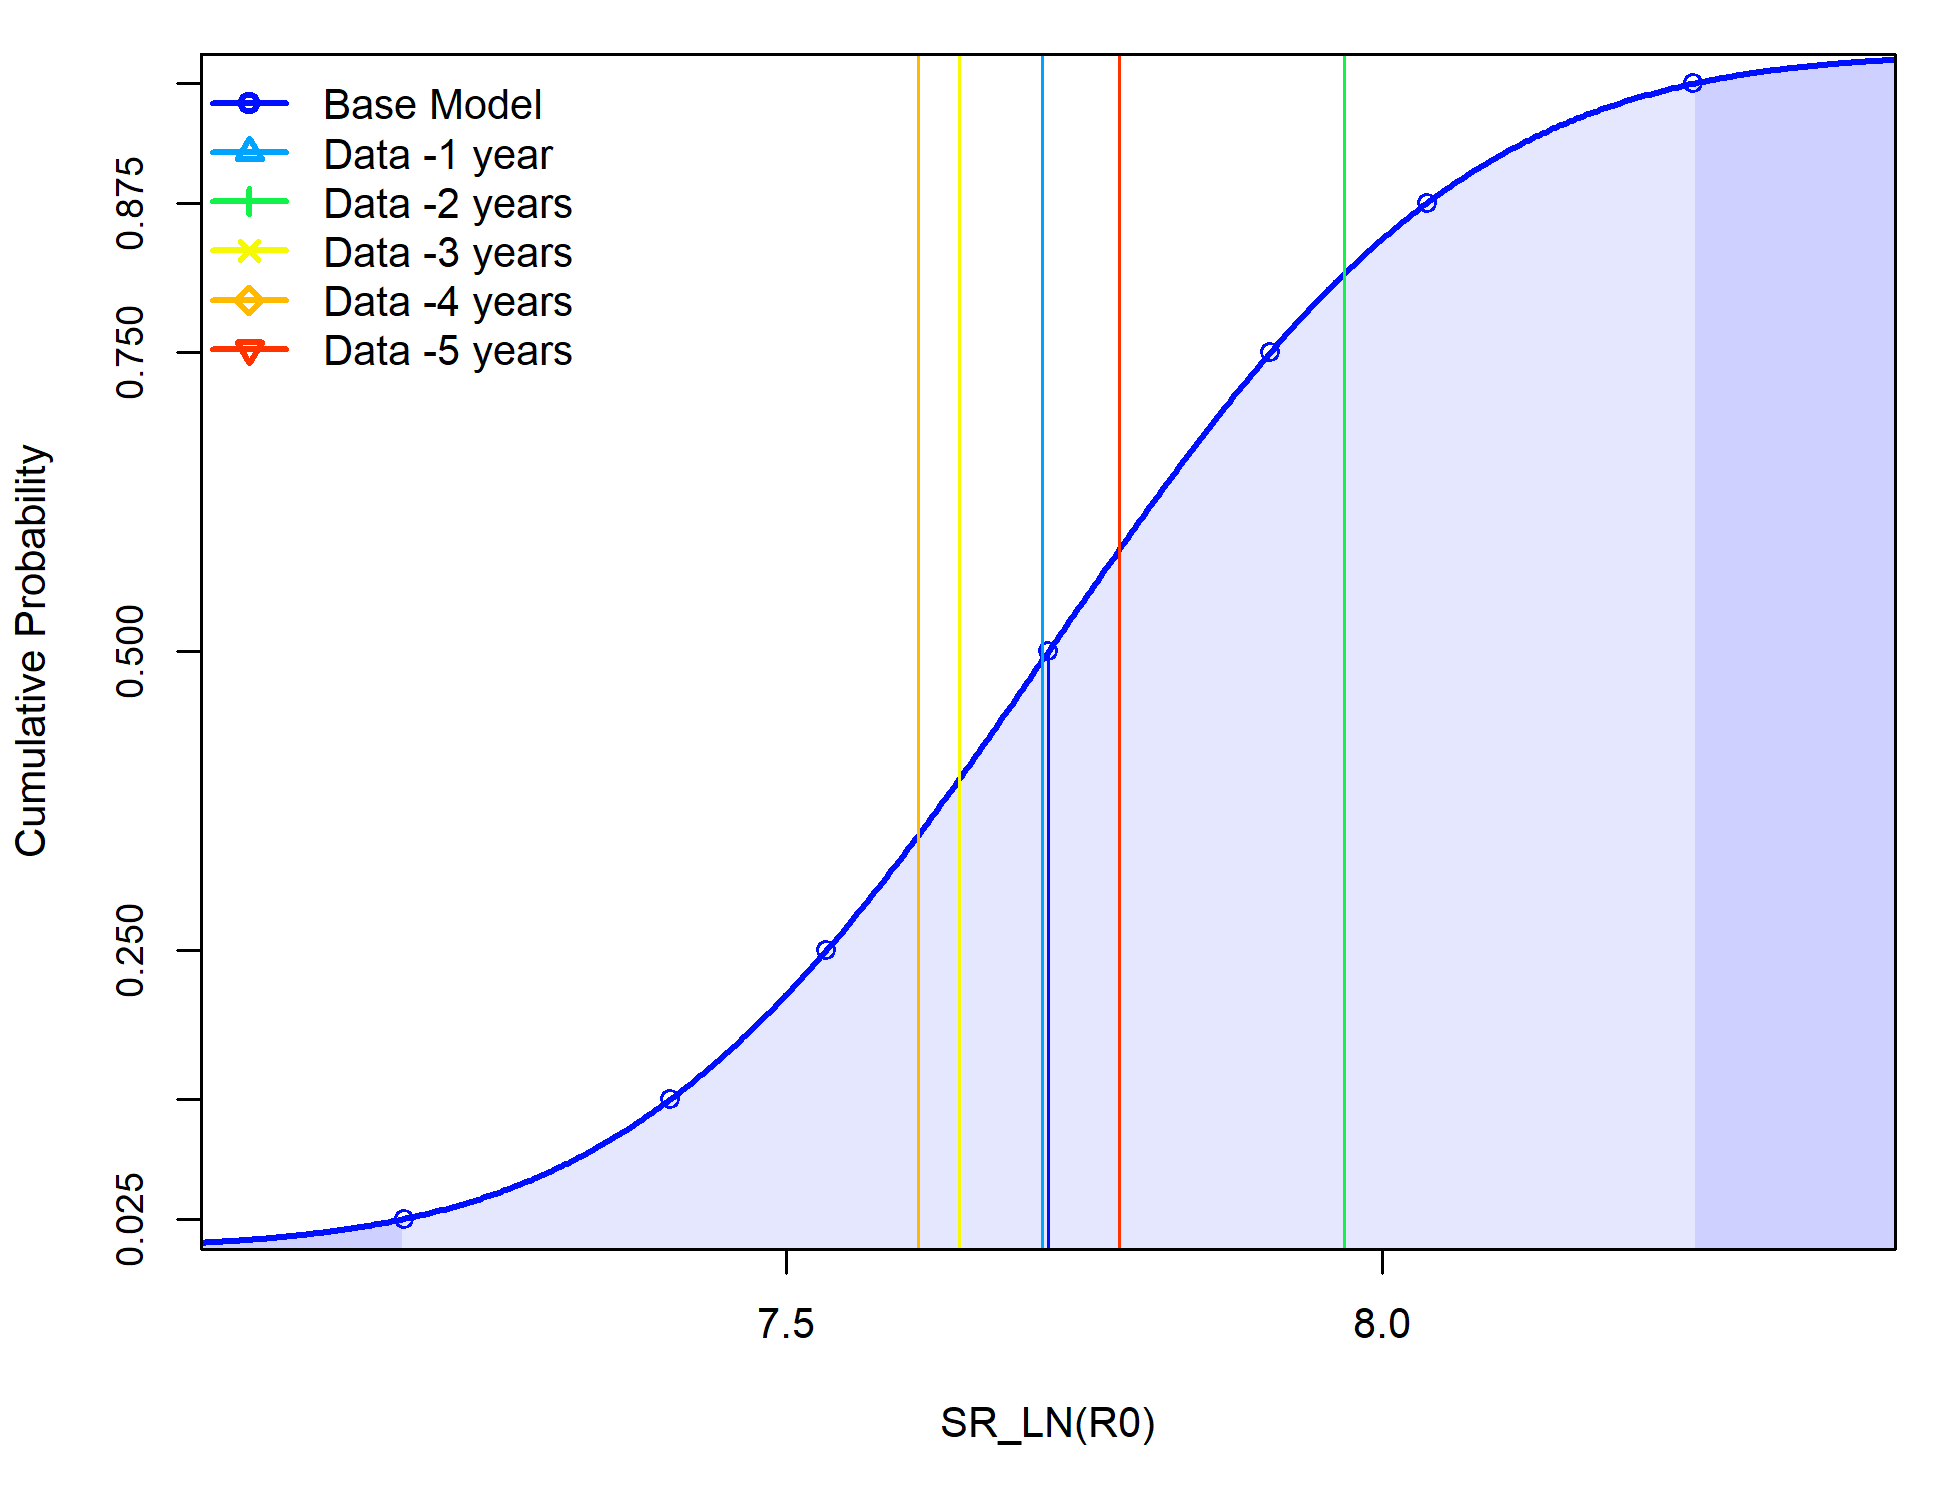 Base Model
Data -1 year
Data -2 years
Data -3 years
Data -4 years
Data -5 years
Cumulative Probability
0.875
0.750
0.500
0.250
0.025
7.5
8.0
SR_LN(R0)